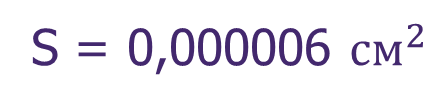 S = 0,000006 см²